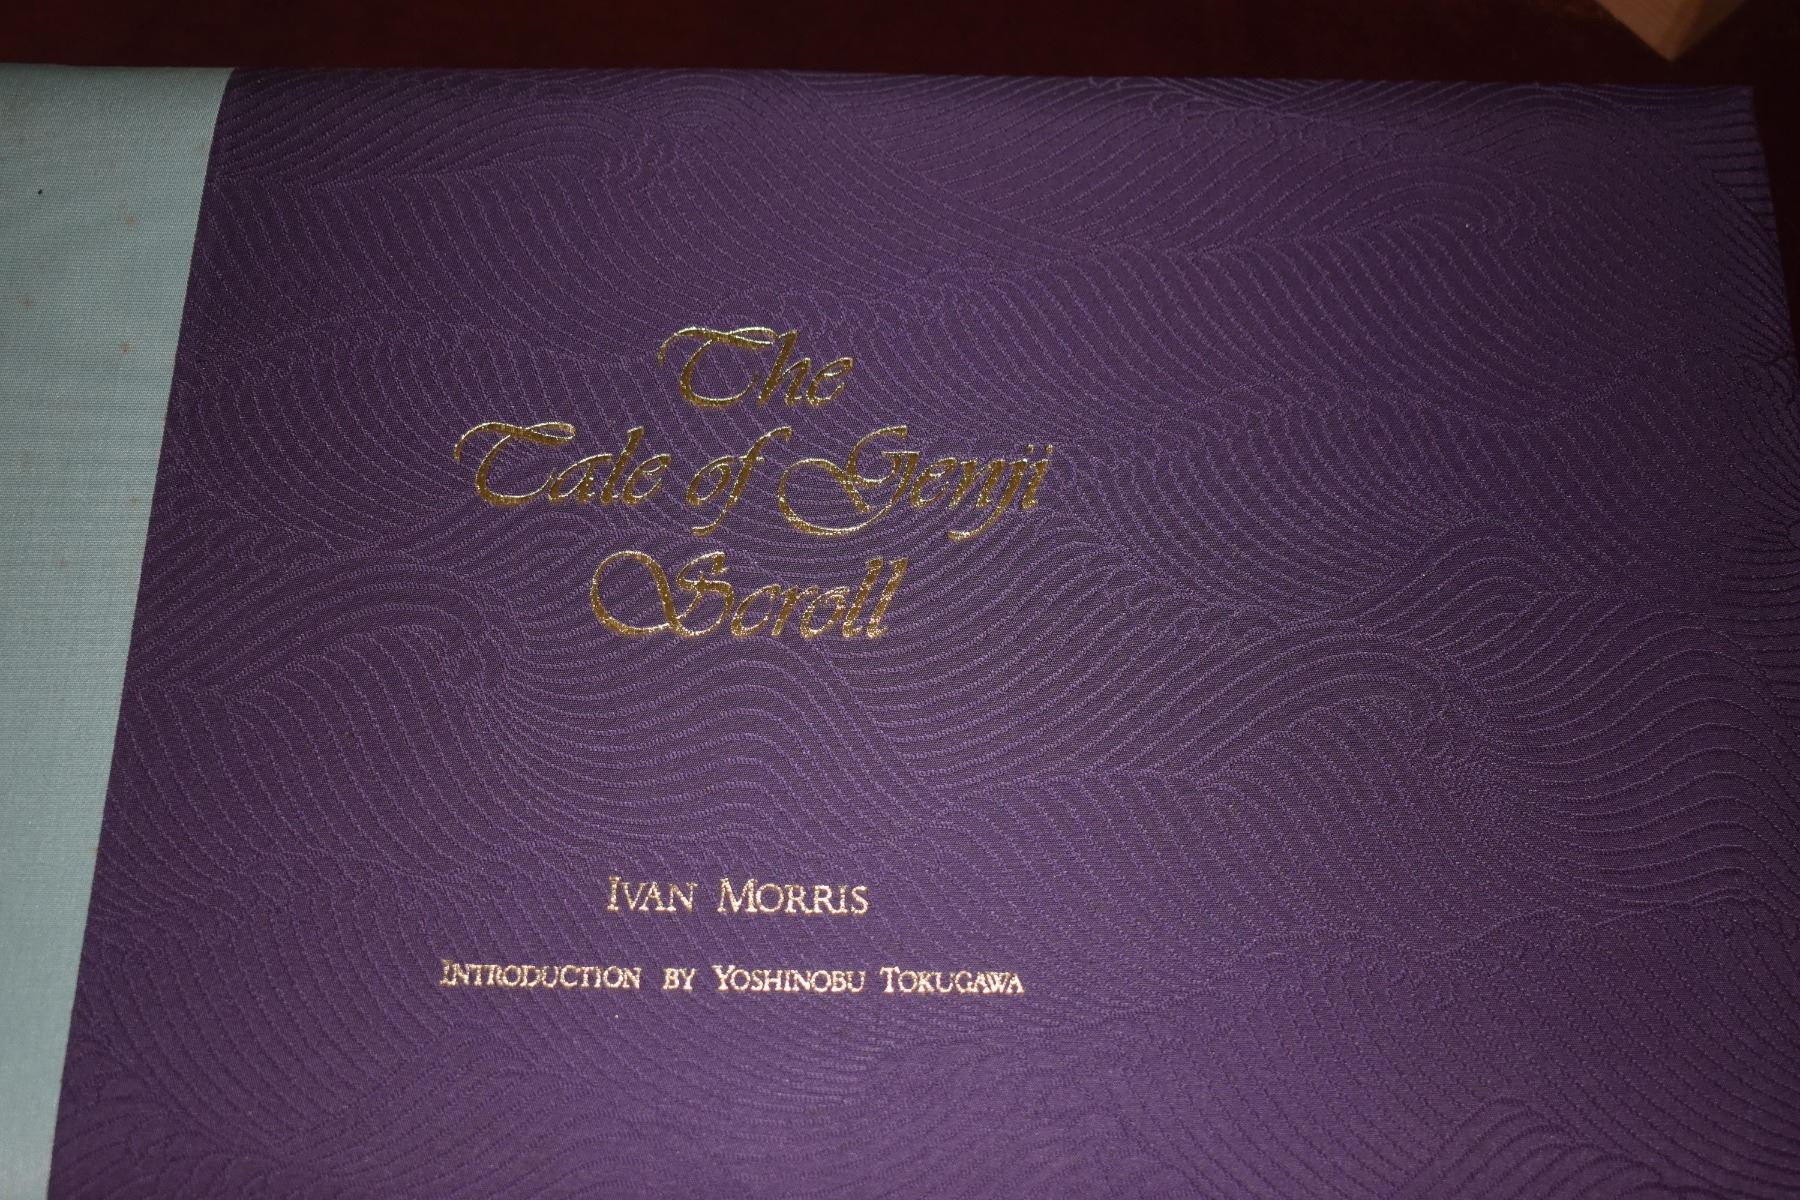 The
Tale of Genji
Scroll
IVAN MORRIS
INTRODUCTION BY YOSHINOBU TOKUGAWA